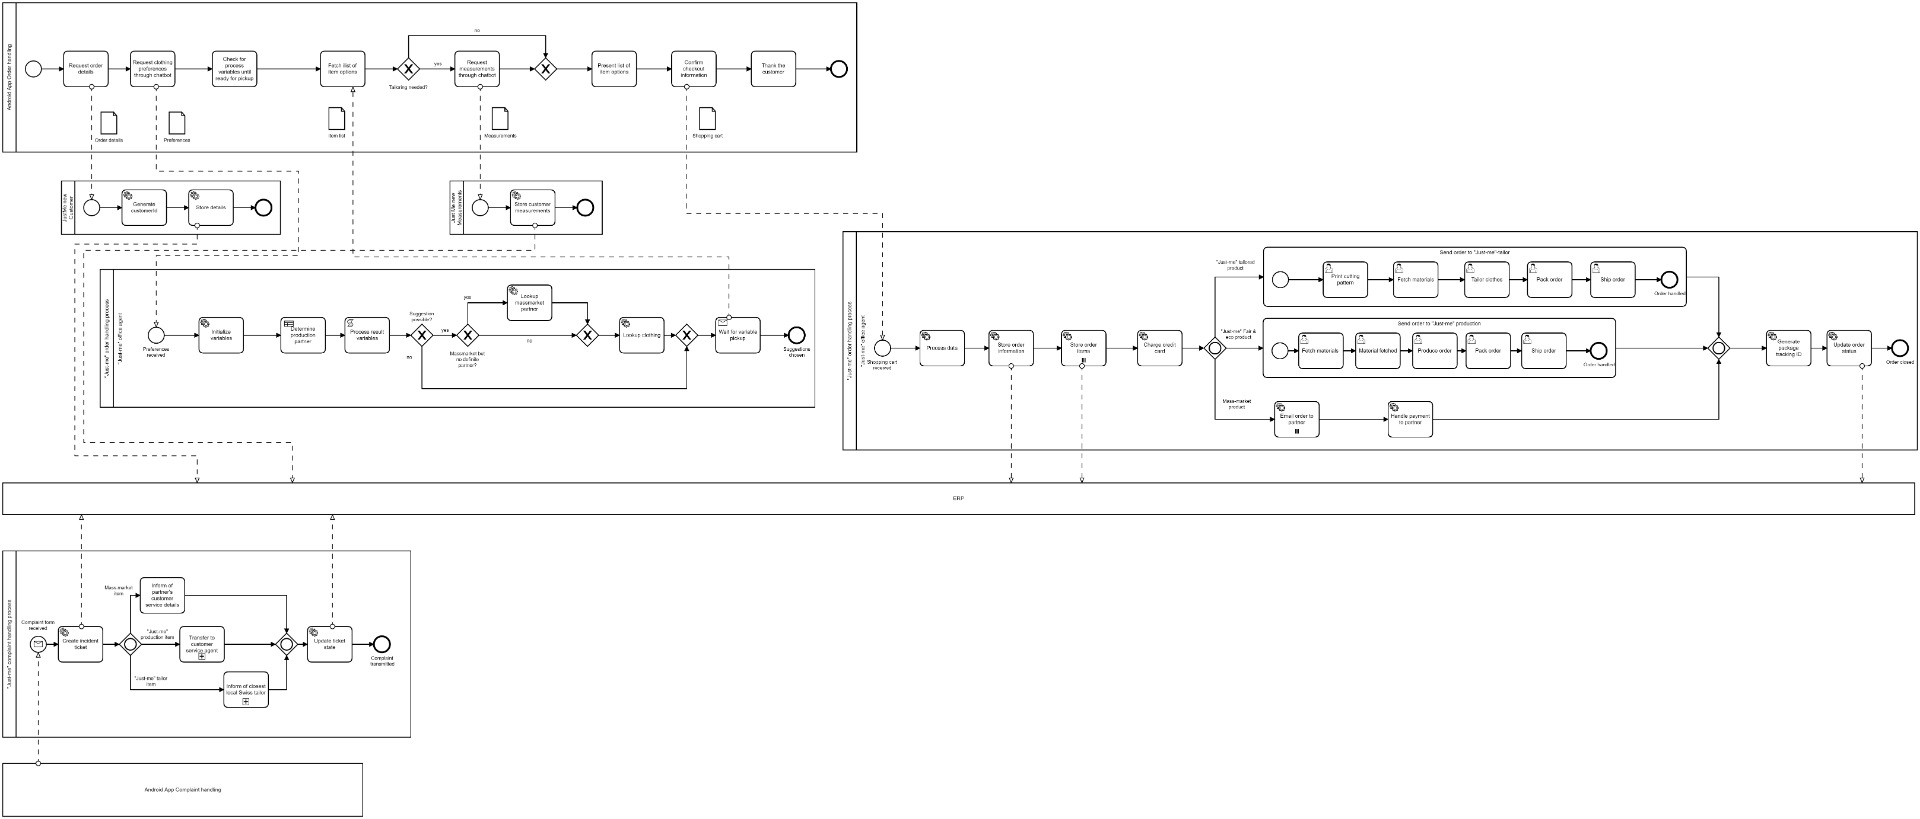 Android App Order handling
Request order
details
Request clothing
preferences
through chatbot
Check for
process
variables until
ready for pickup
Fetch list of
item options
no
yes
Tailoring needed?
Request
measurements
through chatbot
Present list of
item options
Confirm
checkout
information
Thank the
customer
Order details
Preferences
Item list
Measurements
Shopping cart
Just-Me new
Customer
Generate
customerId
Store details
Just-Me new
Measurements
Store customer
measurements
"Just-me" order handling process
"Just-me" office agent
Preferences
received
Initialize
variables
Determine
production
partner
Process result
variables
Suggestion
possible?
yes
no
yes
no
Massmarket but
no definite
partner?
Lookup
massmarket
partner
Lookup clothing
Wait for variable
pickup
Suggestions
chosen
"Just-me" order handling process
"Just-me" office agent
Shopping cart
received
Process data
Store order
information
Store order
items
Charge credit
card
"Just-me" tailored
product
"Just-me" Fair &
eco product
Mass-market
product
Send order to "Just-me"-tailor
Print cutting
pattern
Fetch materials
Tailor clothes
Pack order
Ship order
Order handled
Send order to "Just-me" production
Fetch materials
Material fetched
Produce order
Pack order
Ship order
Order handled
Email order to
partner
Handle payment
to partner
Generate
package
tracking ID
Update order
status
Order closed
ERP
"Just-me" complaint handling process
Complaint form
received
Create incident
ticket
Mass market
item
"Just-me"
production item
"Just-me" tailor
item
Inform of
partner's
customer
service details
Transfer to
customer
service agent
Inform of closest
local Swiss tailor
Update ticket
state
Complaint
transmitted
Android App Complaint handling